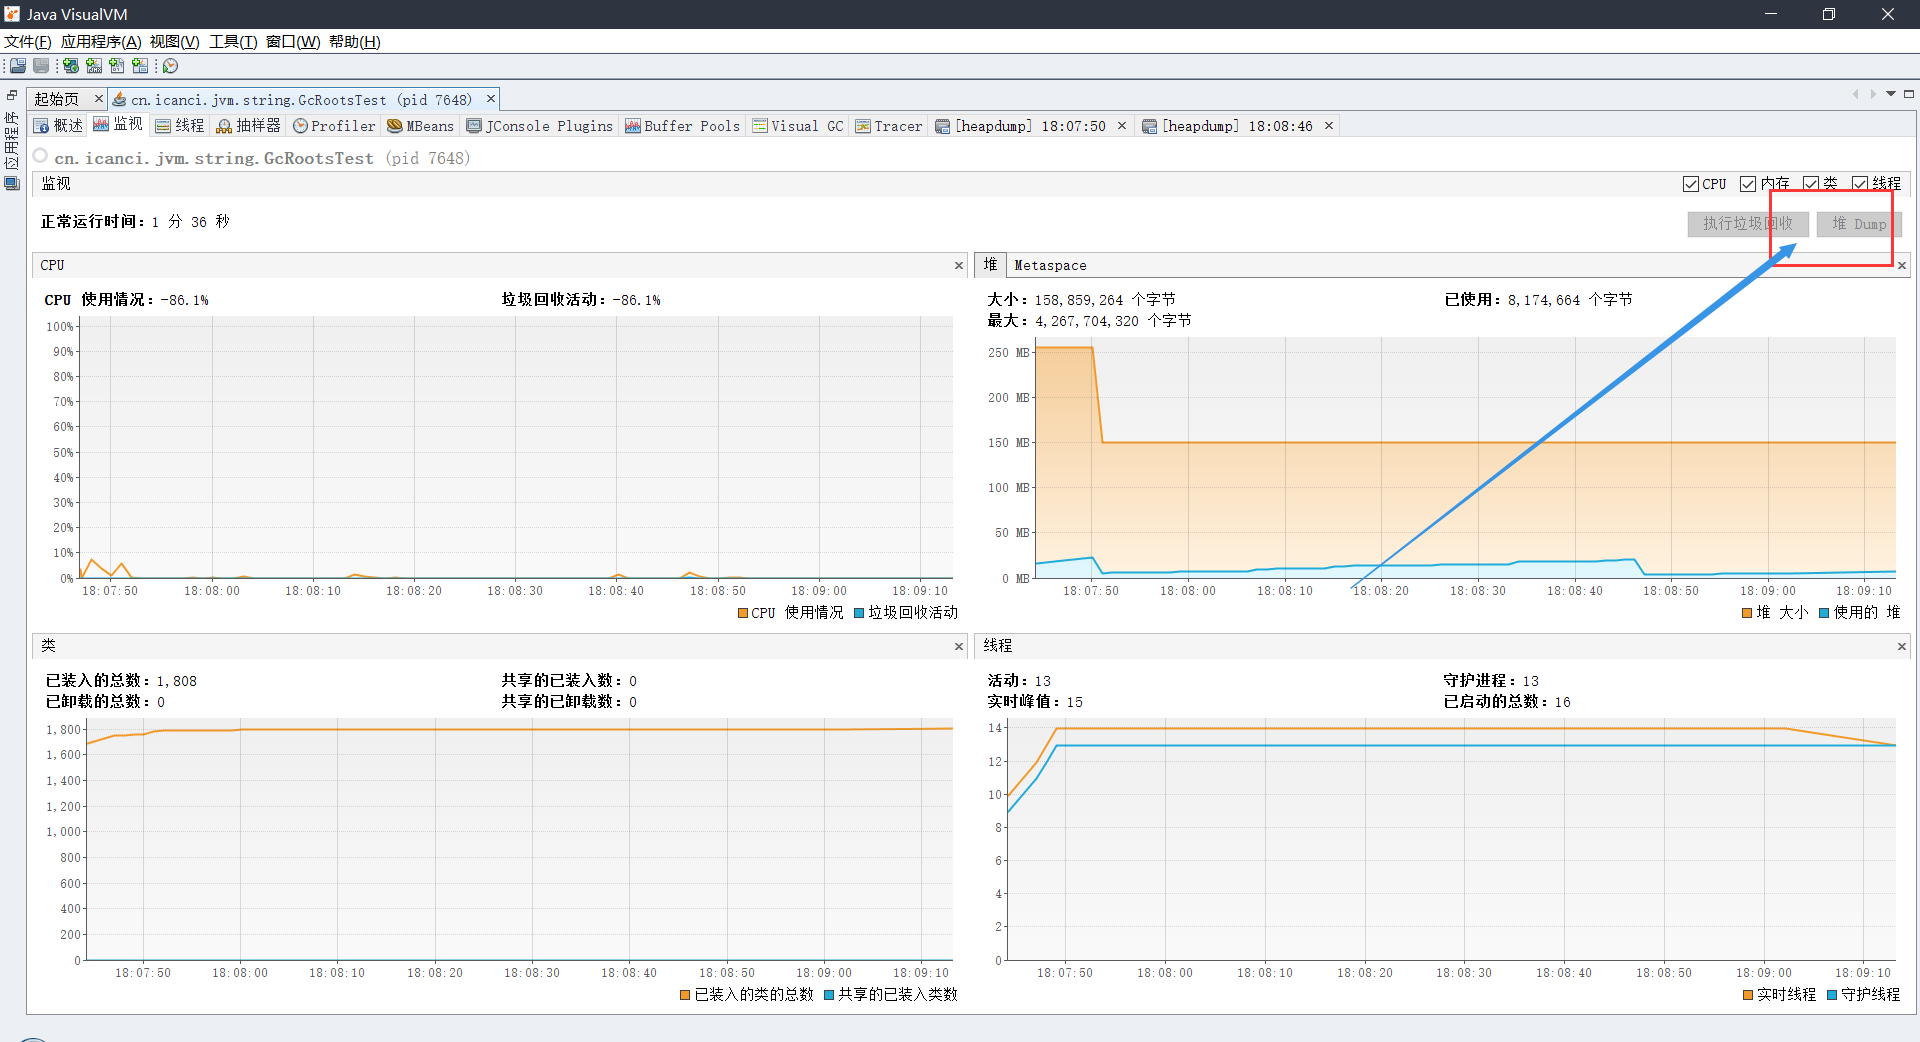 Java VisualVM
文件(F) 应用程序(A) 视图(V) 工具(T) 窗口(W) 帮助(H)
应用程序
起始页 cn.icanci.jvm.string.GcRootsTest (pid 7648)
概述 监视 线程 抽样器 Profiler MBeans JConsole Plugins Buffer Pools Visual GC Tracer [heapdump] 18:07:50 [heapdump] 18:08:46
cn.icanci.jvm.string.GcRootsTest (pid 7648)
监视 CPU 内存 类 线程
正常运行时间: 1 分 36 秒 执行垃圾回收 堆 Dump
CPU
CPU 使用情况: -86.1% 垃圾回收活动: -86.1%
100%
90%
80%
70%
60%
50%
40%
30%
20%
10%
0%
18:07:50 18:08:00 18:08:10 18:08:20 18:08:30 18:08:40 18:08:50 18:09:00 18:09:10
CPU 使用情况 垃圾回收活动
堆 Metaspace
大小: 158,859,264 个字节 已使用: 8,174,664 个字节
最大: 4,267,704,320 个字节
250 MB
200 MB
150 MB
100 MB
50 MB
0 MB
18:07:50 18:08:00 18:08:10 18:08:20 18:08:30 18:08:40 18:08:50 18:09:00 18:09:10
堆 大小 使用的 堆
类
已装入的总数: 1,808 共享的已装入数: 0
已卸载的总数: 0 共享的已卸载数: 0
1,800
1,600
1,400
1,200
1,000
800
600
400
200
0
18:07:50 18:08:00 18:08:10 18:08:20 18:08:30 18:08:40 18:08:50 18:09:00 18:09:10
已装入的类的总数 共享的已装入类数
线程
活动: 13 守护进程: 13
实时峰值: 15 已启动的总数: 16
14
12
10
8
6
4
2
0
18:07:50 18:08:00 18:08:10 18:08:20 18:08:30 18:08:40 18:08:50 18:09:00 18:09:10
实时线程 守护线程